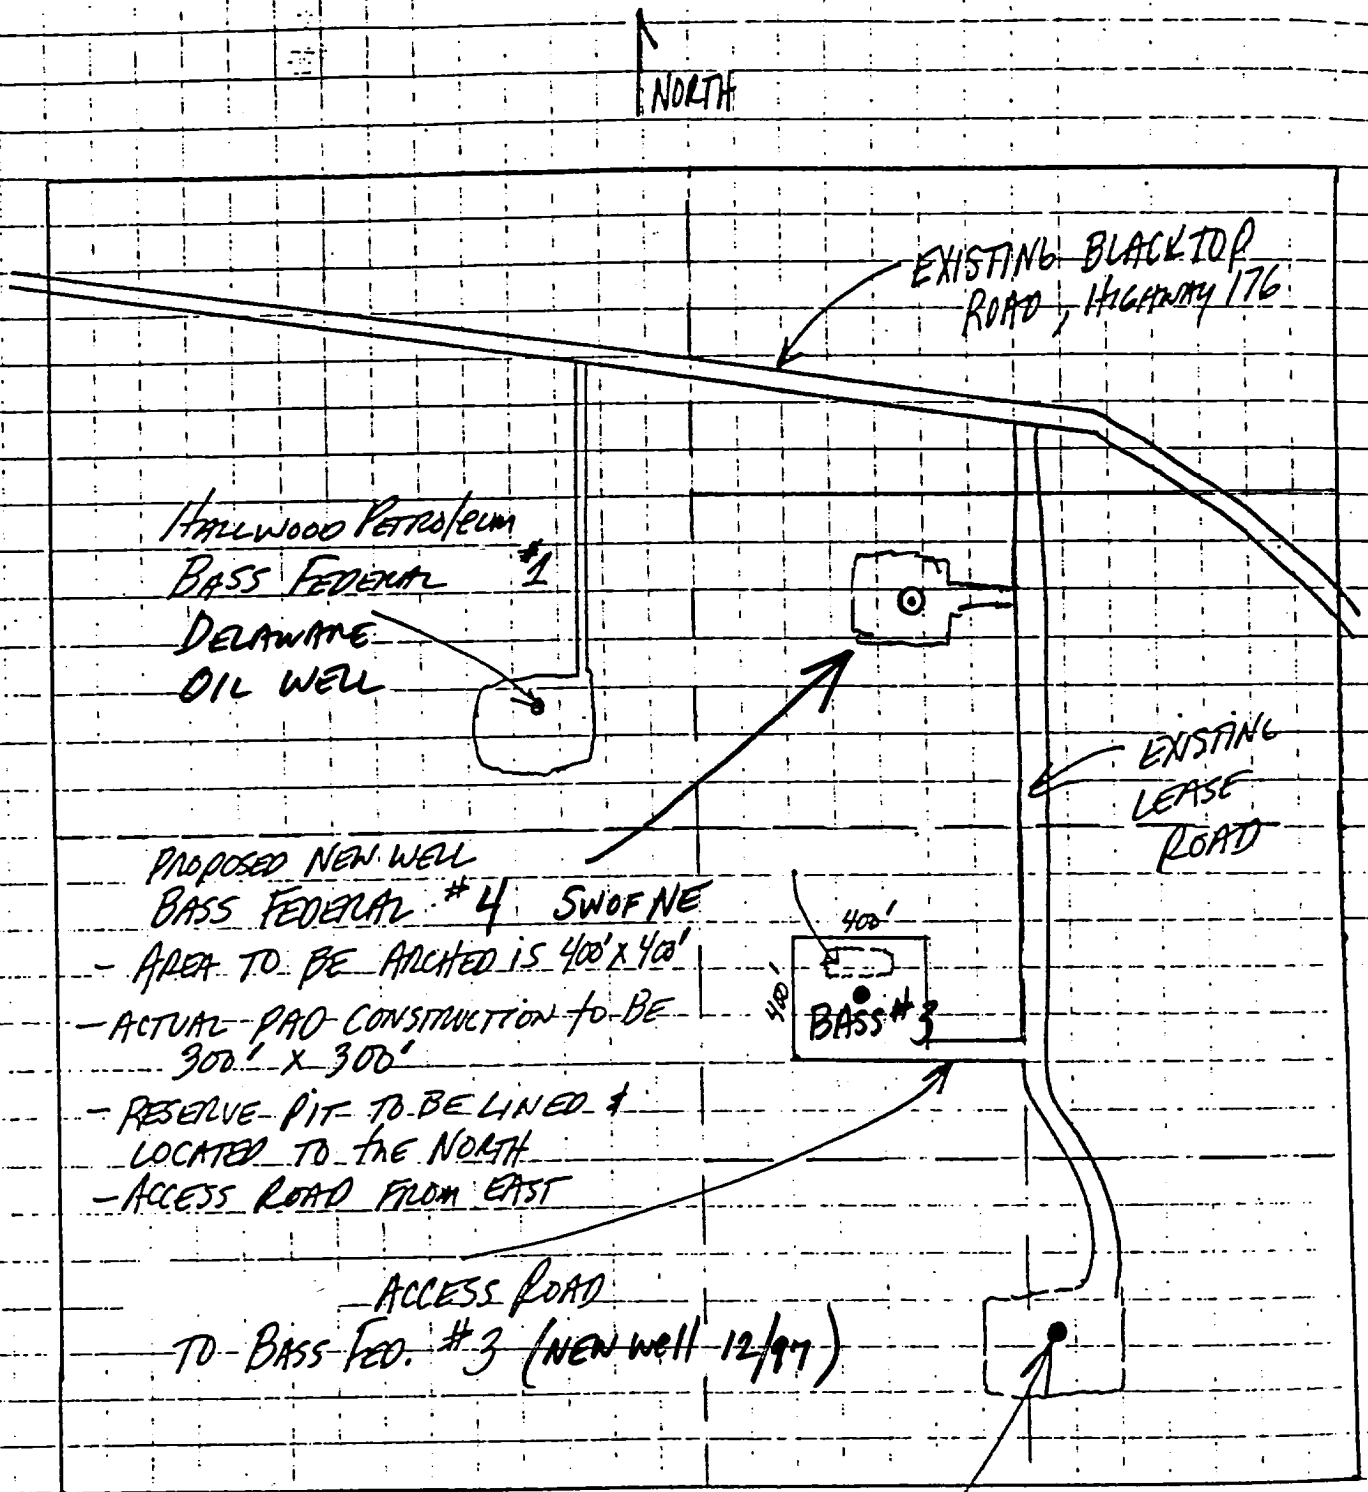 NORTH
EXISTING BLACKTOP
ROAD, HIGHWAY 176
HALLWOOD PETROleum
BASS FEDERAL #1
DELAWARE
OIL WELL
EXISTING
LEASE
ROAD
PROPOSED NEW WELL
BASS FEDERAL #4 SW OF NE
- AREA TO BE ARCHED iS 400' X 400'
- ACTUAL PAD CONSTRUCTION to BE
300' X 300'
- RESERVE PIT TO BE LINED &
LOCATED TO the NORTH
- ACCESS ROAD FROM EAST
400'
400'
BASS #3
ACCESS ROAD
TO BASS FED. #3 (NEW Well 12/97)